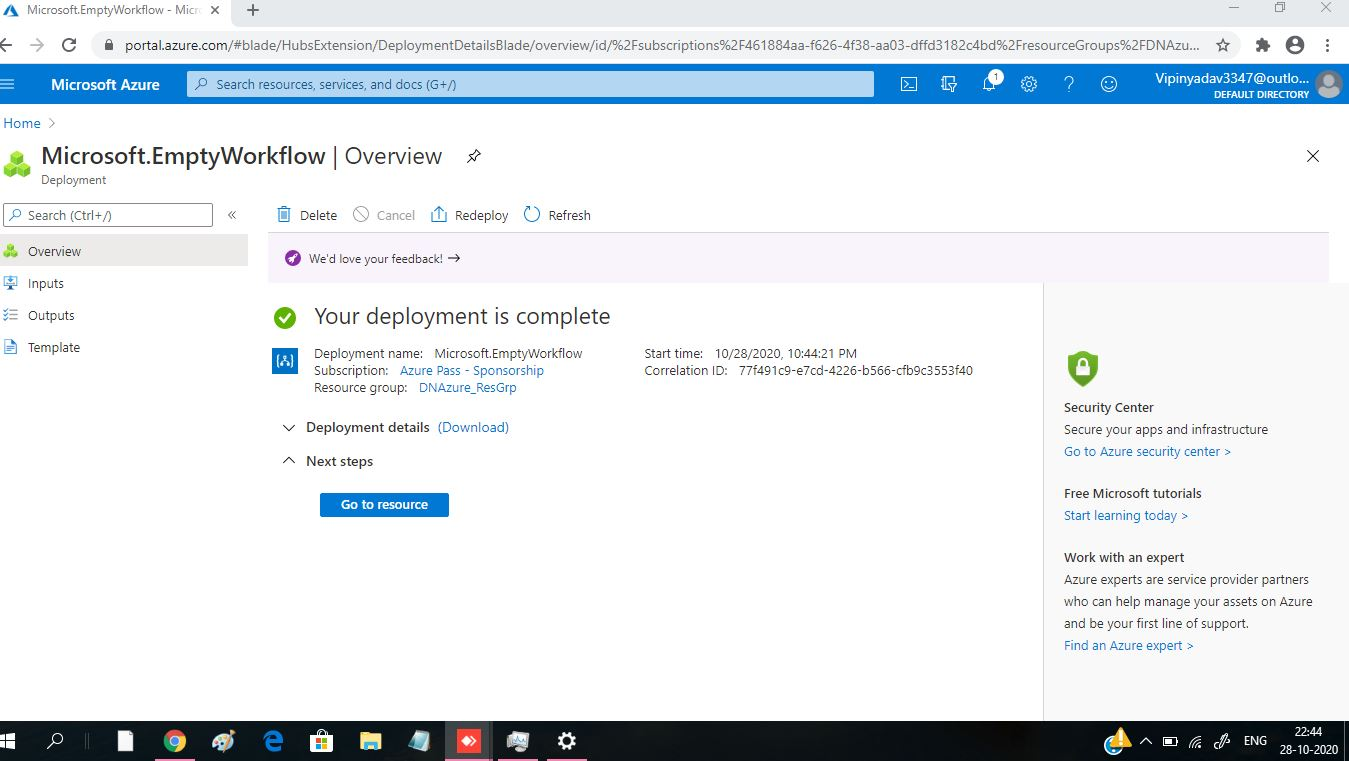 Microsoft.EmptyWorkflow - Micro
portal.azure.com/#blade/HubsExtension/DeploymentDetailsBlade/overview/id/%2Fsubscriptions%2F461884aa-f626-4f38-aa03-dffd3182c4bd%2FresourceGroups%2FDNAzu...
Microsoft Azure
Search resources, services, and docs (G+/)
1
Vipinyadav3347@outlo...
DEFAULT DIRECTORY
Home >
Microsoft.EmptyWorkflow | Overview
Deployment
Search (Ctrl+/)
«
Delete
Cancel
Redeploy
Refresh
Overview
Inputs
Outputs
Template
We'd love your feedback! →
Your deployment is complete
Deployment name: Microsoft.EmptyWorkflow
Subscription: Azure Pass - Sponsorship
Resource group: DNAzure_ResGrp
Start time: 10/28/2020, 10:44:21 PM
Correlation ID: 77f491c9-e7cd-4226-b566-cfb9c3553f40
Deployment details (Download)
Next steps
Go to resource
Security Center
Secure your apps and infrastructure
Go to Azure security center >
Free Microsoft tutorials
Start learning today >
Work with an expert
Azure experts are service provider partners
who can help manage your assets on Azure
and be your first line of support.
Find an Azure expert >
ENG
22:44
28-10-2020